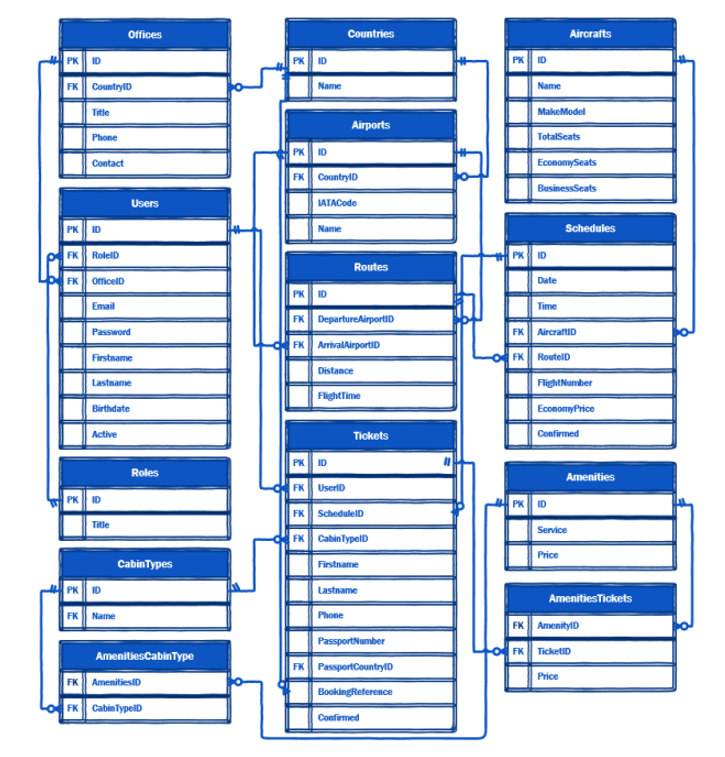 Offices
PK ID
FK CountryID
Title
Phone
Contact
Users
PK ID
FK RoleID
FK OfficeID
Email
Password
Firstname
Lastname
Birthdate
Active
Roles
PK ID
Title
CabinTypes
PK ID
FK Name
AmenitiesCabinType
FK AmenitiesID
FK CabinTypeID
Countries
PK ID
Name
Airports
PK ID
FK CountryID
IATACode
Name
Routes
PK ID
FK DepartureAirportID
FK ArrivalAirportID
Distance
FlightTime
Tickets
PK ID
FK UserID
FK ScheduleID
FK CabinTypeID
Firstname
Lastname
Phone
PassportNumber
FK PassportCountryID
BookingReference
Confirmed
Aircrafts
PK ID
Name
MakeModel
TotalSeats
EconomySeats
BusinessSeats
Schedules
PK ID
Date
Time
FK AircraftID
FK RouteID
FlightNumber
EconomyPrice
Confirmed
Amenities
PK ID
Service
Price
AmenitiesTickets
FK AmenityID
FK TicketID
Price